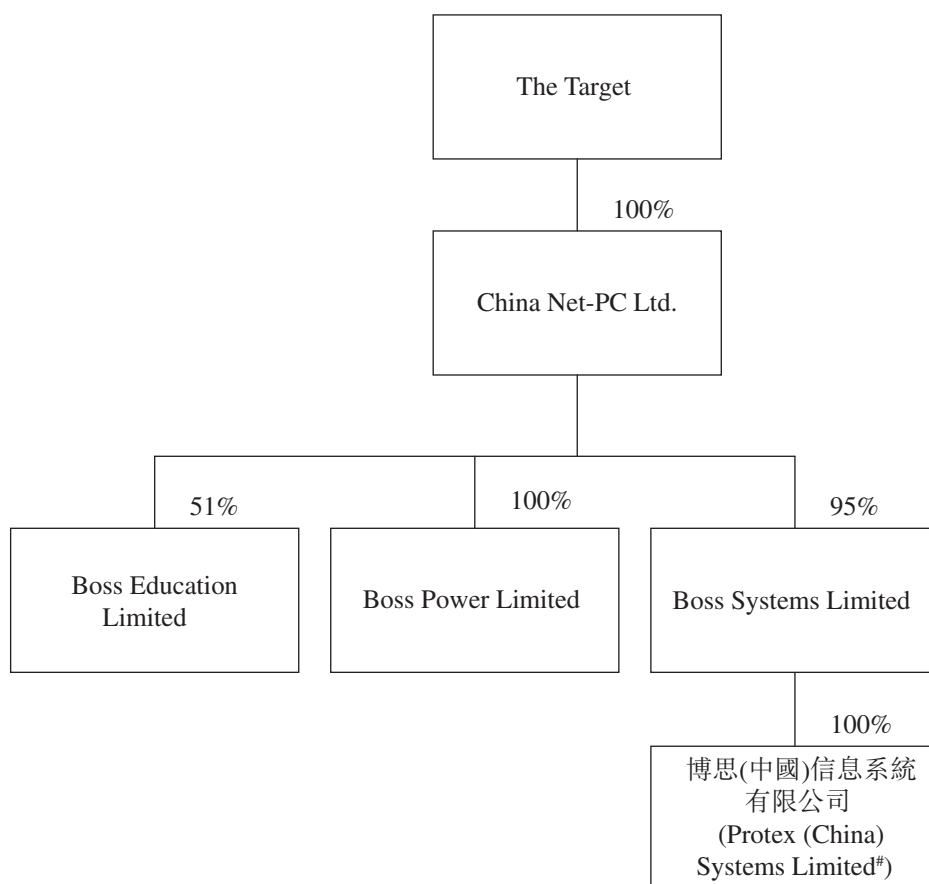 The Target
100%
China Net-PC Ltd.
51%
100%
95%
Boss Education
Limited
Boss Power Limited
Boss Systems Limited
100%
博思(中國)信息系統
有限公司
(Protex (China)
Systems Limited#)